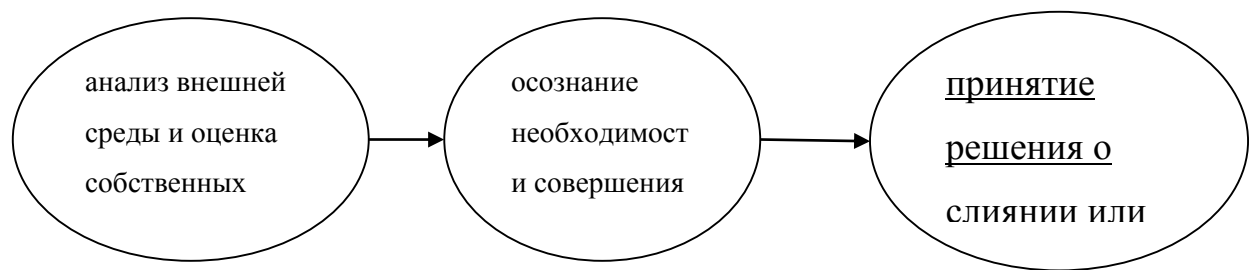 анализ внешней
среды и оценка
собственных
осознание
необходимост
и совершения
принятие
решения о
слиянии или